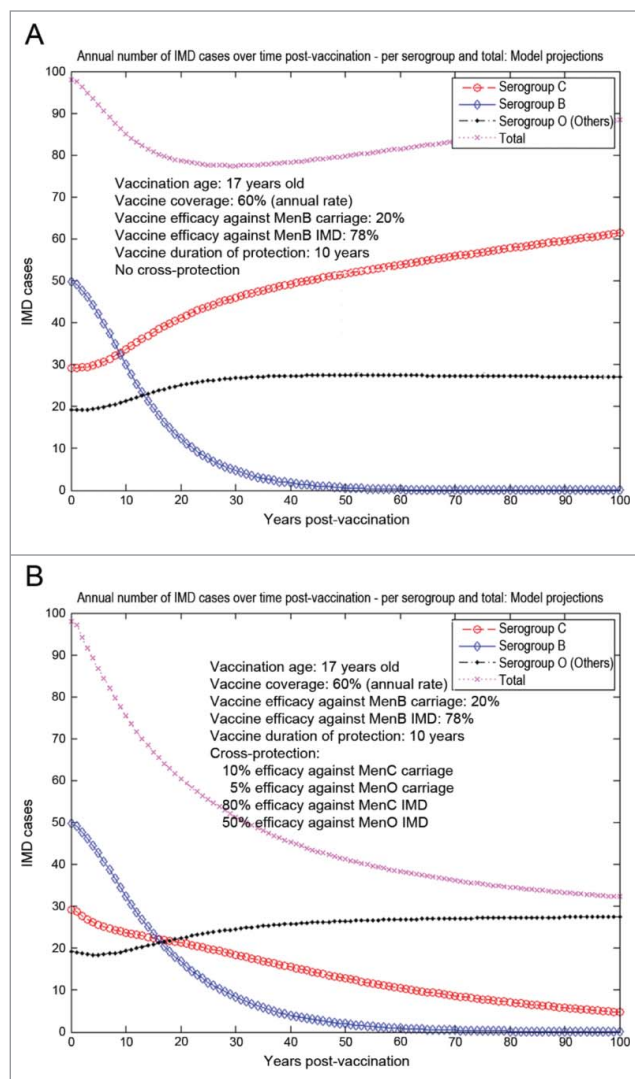 A
Annual number of IMD cases over time post-vaccination - per serogroup and total: Model projections
100
90
80
70
60
50
40
30
20
10
0
IMD cases
Serogroup C
Serogroup B
Serogroup O (Others)
Total
Vaccination age: 17 years old
Vaccine coverage: 60% (annual rate)
Vaccine efficacy against MenB carriage: 20%
Vaccine efficacy against MenB IMD: 78%
Vaccine duration of protection: 10 years
No cross-protection
0 10 20 30 40 50 60 70 80 90 100
Years post-vaccination
B
Annual number of IMD cases over time post-vaccination - per serogroup and total: Model projections
100
90
80
70
60
50
40
30
20
10
0
IMD cases
Serogroup C
Serogroup B
Serogroup O (Others)
Total
Vaccination age: 17 years old
Vaccine coverage: 60% (annual rate)
Vaccine efficacy against MenB carriage: 20%
Vaccine efficacy against MenB IMD: 78%
Vaccine duration of protection: 10 years
Cross-protection:
10% efficacy against MenC carriage
5% efficacy against MenO carriage
80% efficacy against MenC IMD
50% efficacy against MenO IMD
0 10 20 30 40 50 60 70 80 90 100
Years post-vaccination